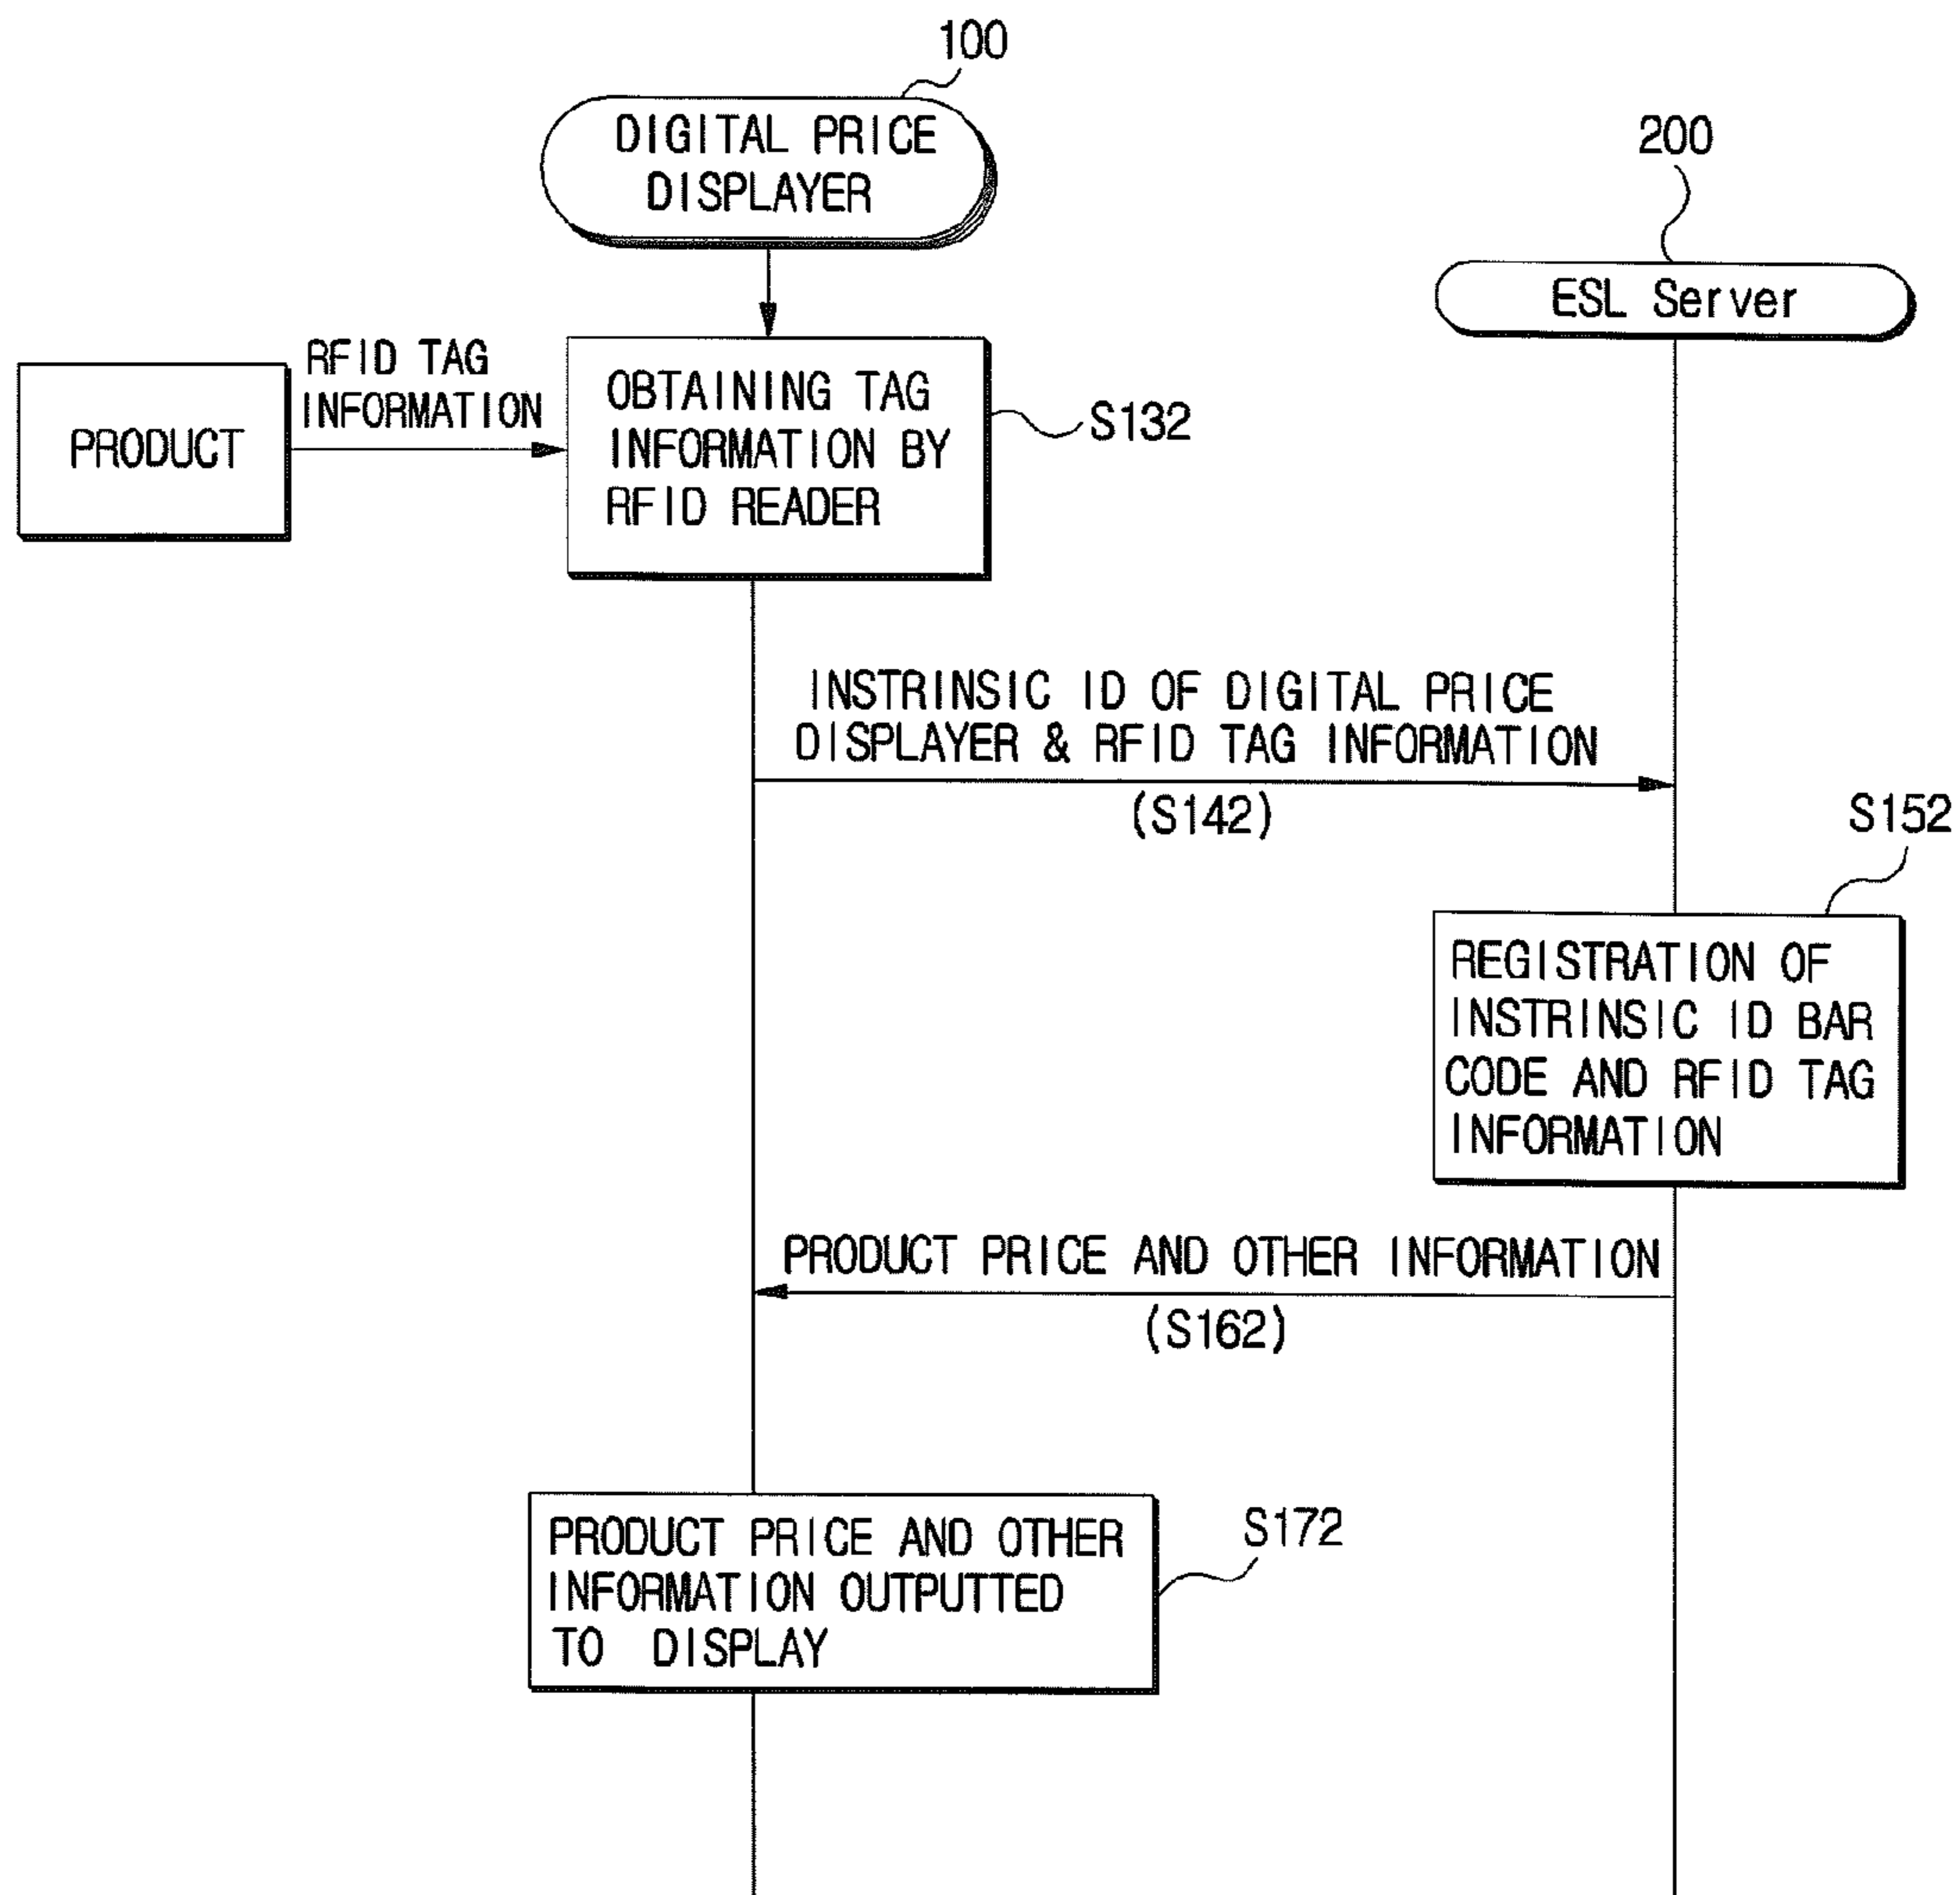 100
DIGITAL PRICE
DISPLAYER
200
ESL Server
RFID TAG
INFORMATION
PRODUCT
OBTAINING TAG
INFORMATION BY
RFID READER
S132
INSTRINSIC ID OF DIGITAL PRICE
DISPLAYER & RFID TAG INFORMATION
(S142)
S152
REGISTRATION OF
INSTRINSIC ID BAR
CODE AND RFID TAG
INFORMATION
PRODUCT PRICE AND OTHER INFORMATION
(S162)
PRODUCT PRICE AND OTHER
INFORMATION OUTPUTTED
TO DISPLAY
S172